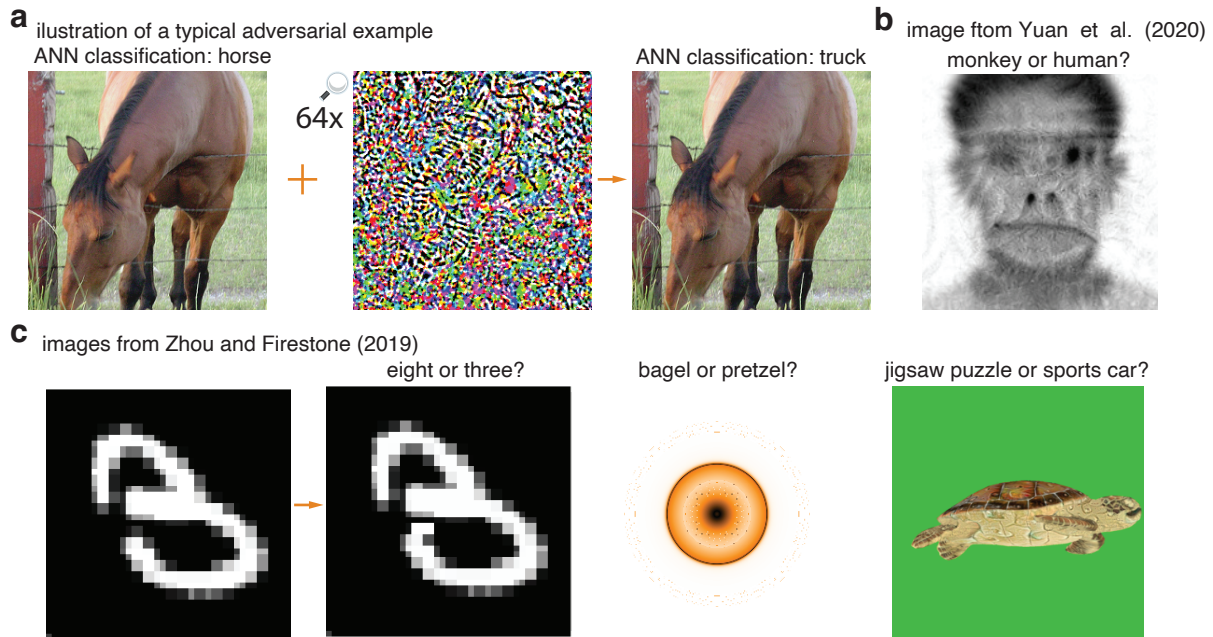 a ilustration of a typical adversarial example
ANN classification: horse
64x
ANN classification: truck
b image ftom Yuan et al. (2020)
monkey or human?
c images from Zhou and Firestone (2019)
eight or three?
bagel or pretzel?
jigsaw puzzle or sports car?